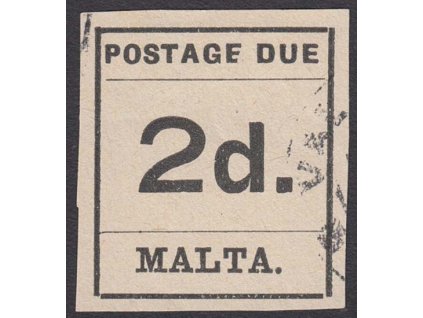 POSTAGE DUE
2d.
MALTA.